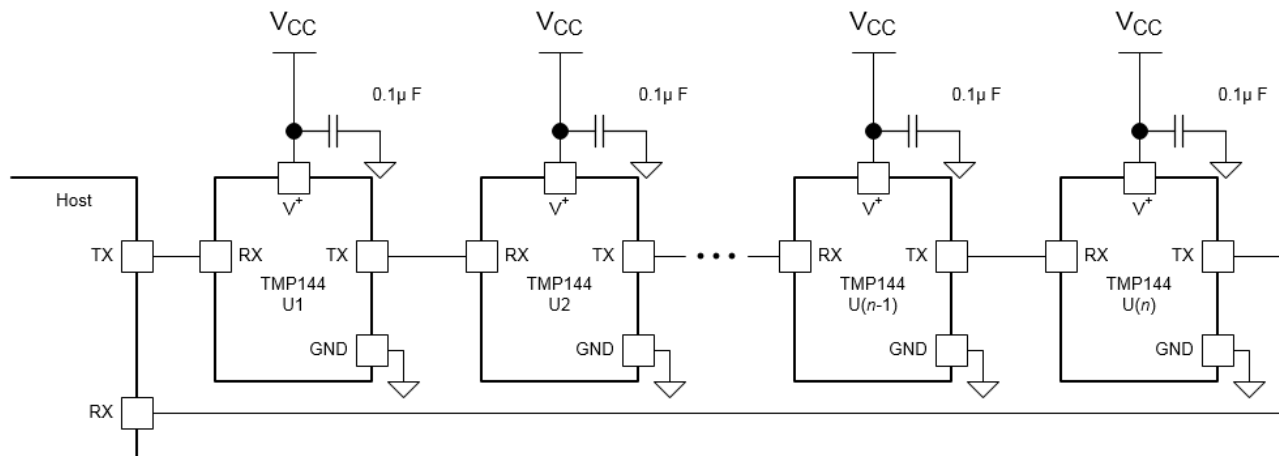 VCC VCC VCC VCC
0.1µ F 0.1µ F 0.1µ F 0.1µ F
Host V+ V+ V+ V+
TX RX TX RX TX ••• RX TX RX TX
TMP144 TMP144 TMP144 TMP144
U1 U2 U(n-1) U(n)
GND GND GND GND
RX